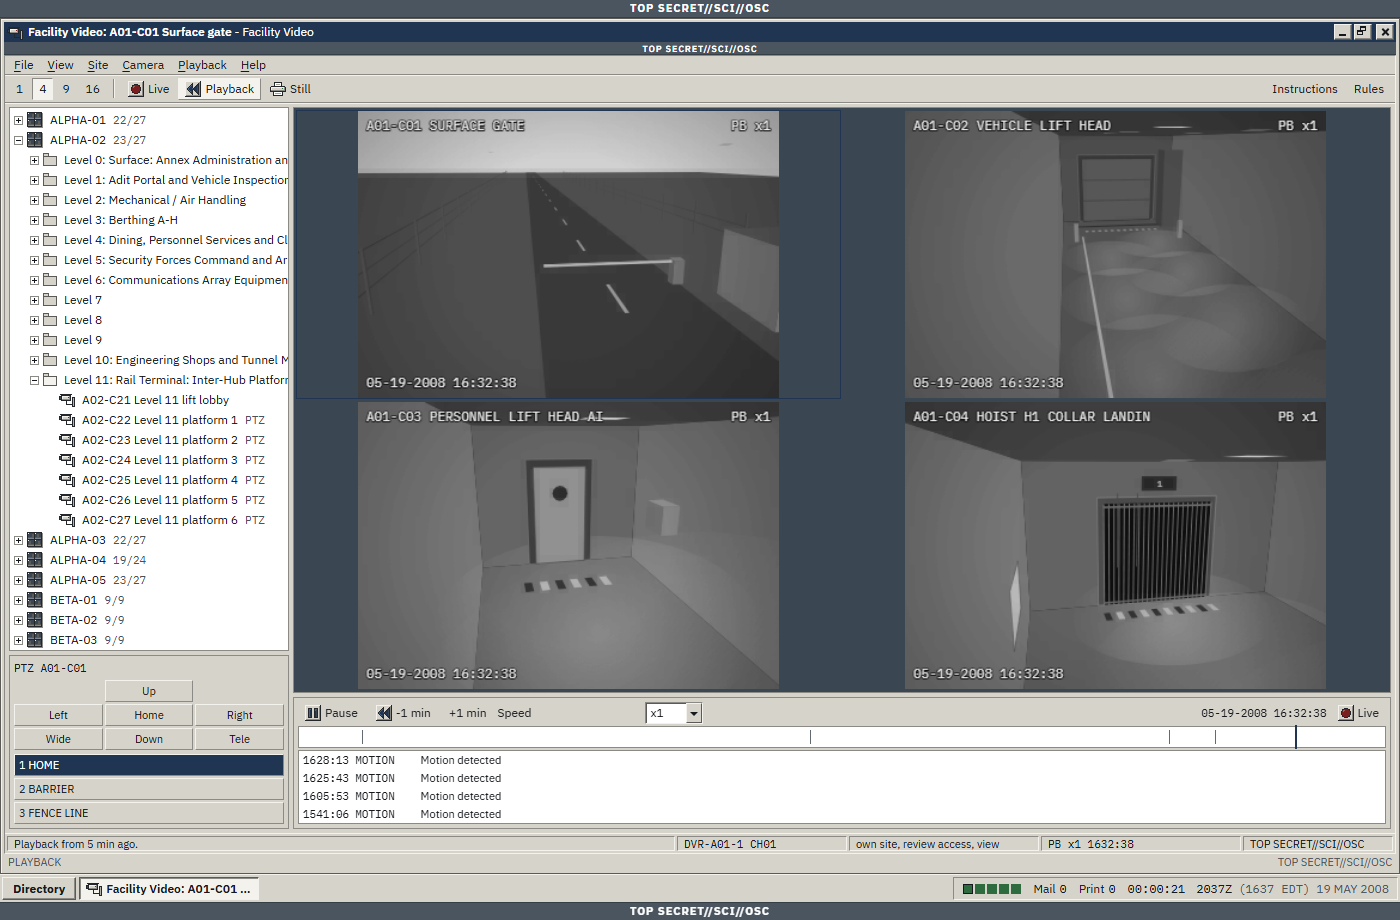 TOP SECRET//SCI//OSC
Facility Video: A01-C01 Surface gate - Facility Video
TOP SECRET//SCI//OSC
File View Site Camera Playback Help
1 4 9 16 Live Playback Still Instructions Rules
ALPHA-01 22/27
ALPHA-02 23/27
Level 0: Surface: Annex Administration an
Level 1: Adit Portal and Vehicle Inspection
Level 2: Mechanical / Air Handling
Level 3: Berthing A-H
Level 4: Dining, Personnel Services and Cl
Level 5: Security Forces Command and Ar
Level 6: Communications Array Equipmen
Level 7
Level 8
Level 9
Level 10: Engineering Shops and Tunnel M
Level 11: Rail Terminal: Inter-Hub Platforr
A02-C21 Level 11 lift lobby
A02-C22 Level 11 platform 1 PTZ
A02-C23 Level 11 platform 2 PTZ
A02-C24 Level 11 platform 3 PTZ
A02-C25 Level 11 platform 4 PTZ
A02-C26 Level 11 platform 5 PTZ
A02-C27 Level 11 platform 6 PTZ
ALPHA-03 22/27
ALPHA-04 19/24
ALPHA-05 23/27
BETA-01 9/9
BETA-02 9/9
BETA-03 9/9
PTZ A01-C01
Up
Left Home Right
Wide Down Tele
1 HOME
2 BARRIER
3 FENCE LINE
A01-C01 SURFACE GATE PB x1
05-19-2008 16:32:38
A01-C02 VEHICLE LIFT HEAD PB x1
05-19-2008 16:32:38
A01-C03 PERSONNEL LIFT HEAD A1 PB x1
05-19-2008 16:32:38
A01-C04 HOIST H1 COLLAR LANDIN PB x1
1
05-19-2008 16:32:38
Pause -1 min +1 min Speed x1 05-19-2008 16:32:38 Live
1628:13 MOTION Motion detected
1625:43 MOTION Motion detected
1605:53 MOTION Motion detected
1541:06 MOTION Motion detected
Playback from 5 min ago. DVR-A01-1 CH01 own site, review access, view PB x1 1632:38 TOP SECRET//SCI//OSC
PLAYBACK TOP SECRET//SCI//OSC
Directory Facility Video: A01-C01 ... Mail 0 Print 0 00:00:21 2037Z (1637 EDT) 19 MAY 2008
TOP SECRET//SCI//OSC